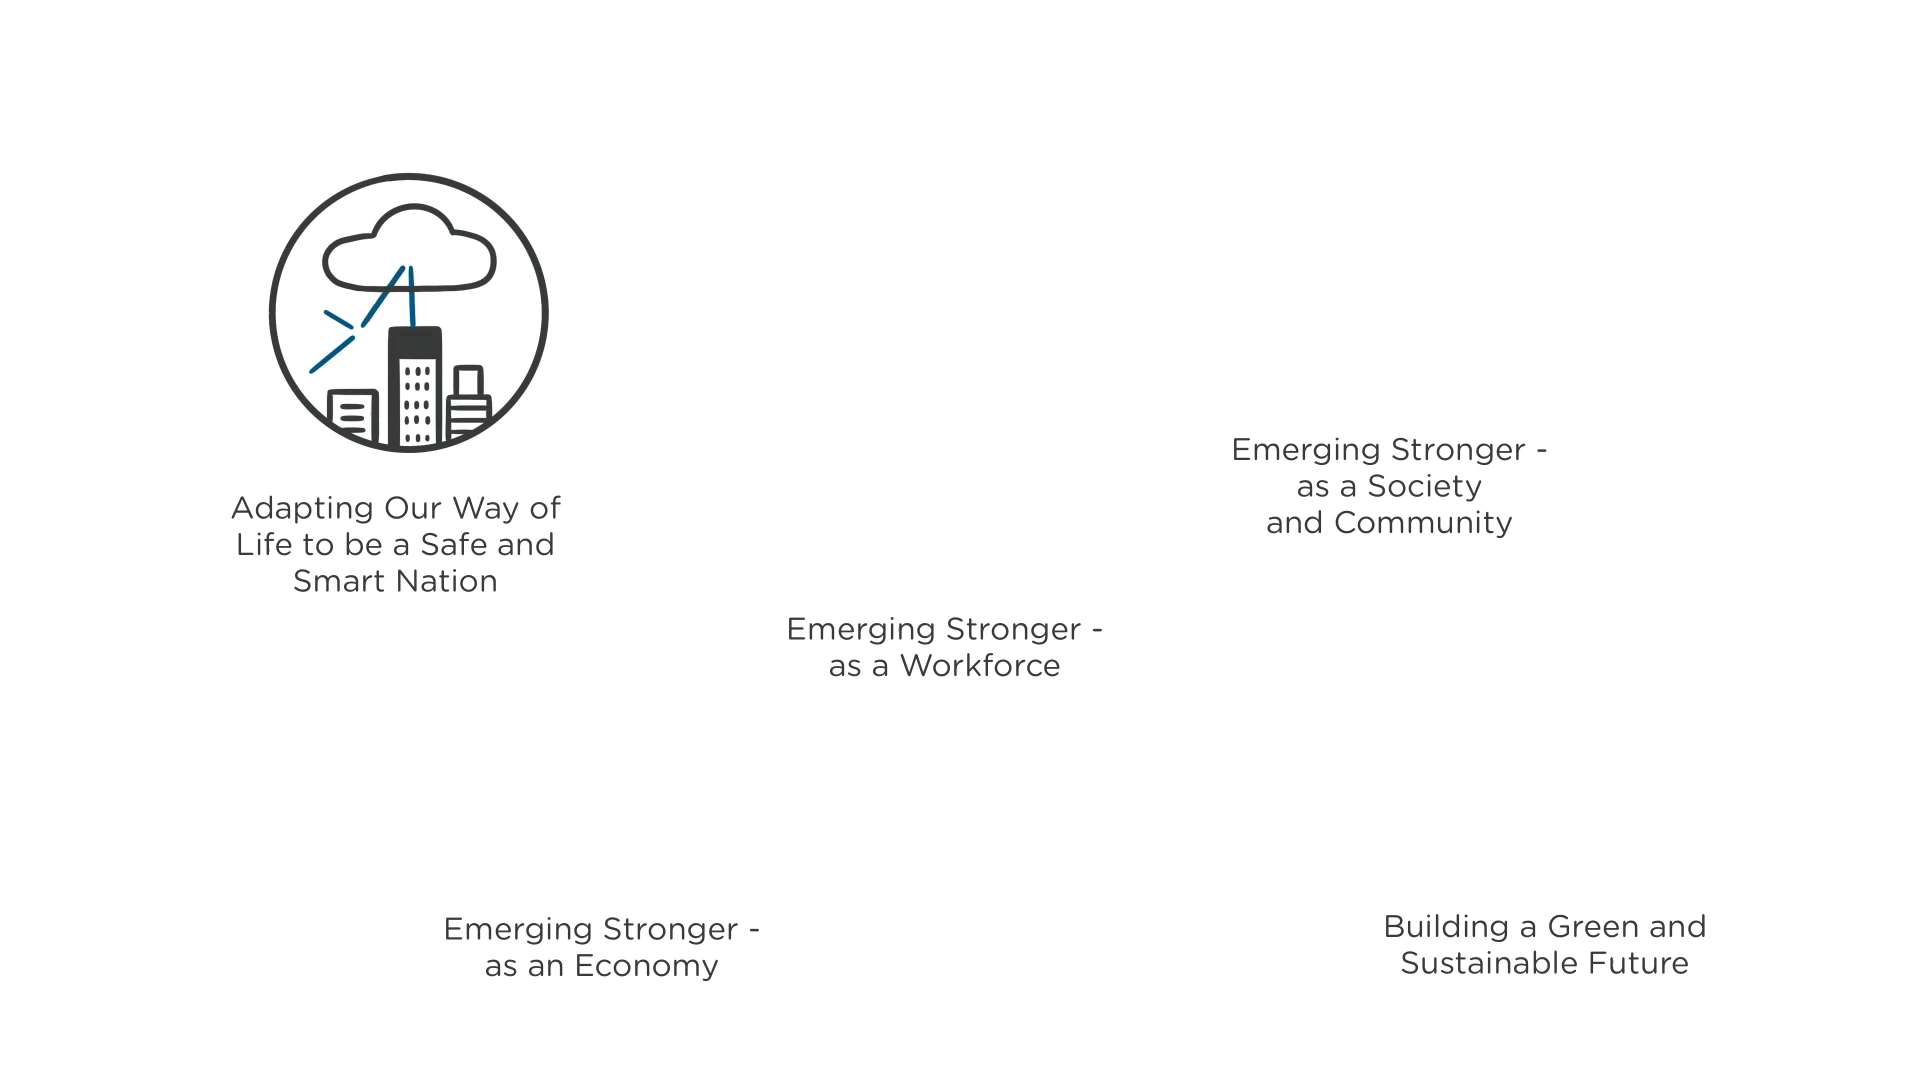 Adapting Our Way of
Life to be a Safe and
Smart Nation
Emerging Stronger -
as a Society
and Community
Emerging Stronger -
as a Workforce
Emerging Stronger -
as an Economy
Building a Green and
Sustainable Future